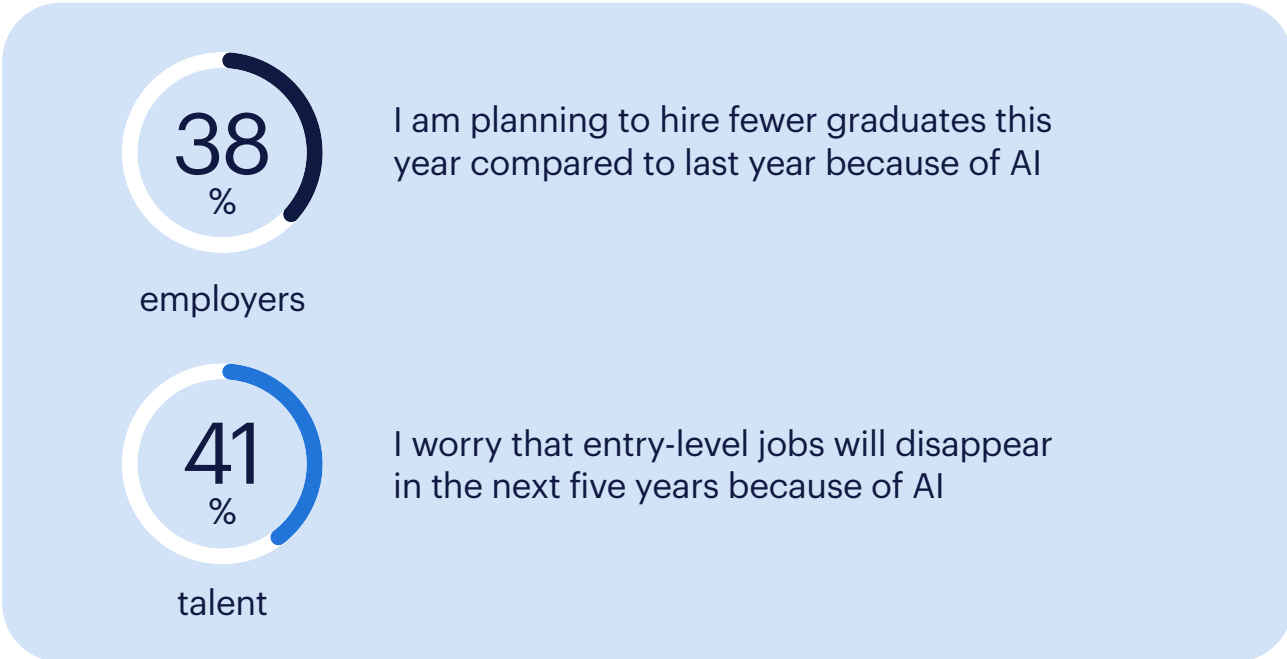 38
%
employers
I am planning to hire fewer graduates this
year compared to last year because of AI
41
%
talent
I worry that entry-level jobs will disappear
in the next five years because of AI